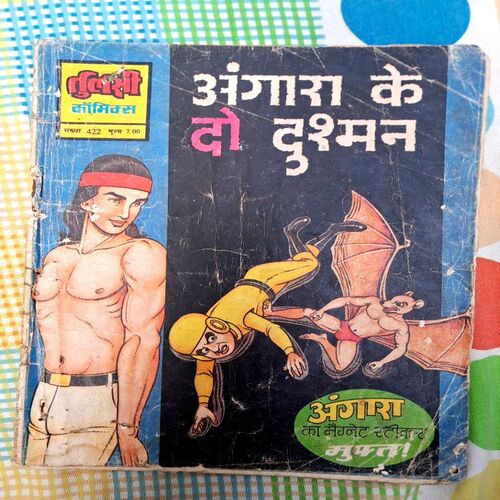 तुलसी
कॉमिक्स
संख्या 422 मूल्य 7.00
अंगारा के
दो दुश्मन
अंगारा
का मैग्नेट स्टीकर
मुफ्त!